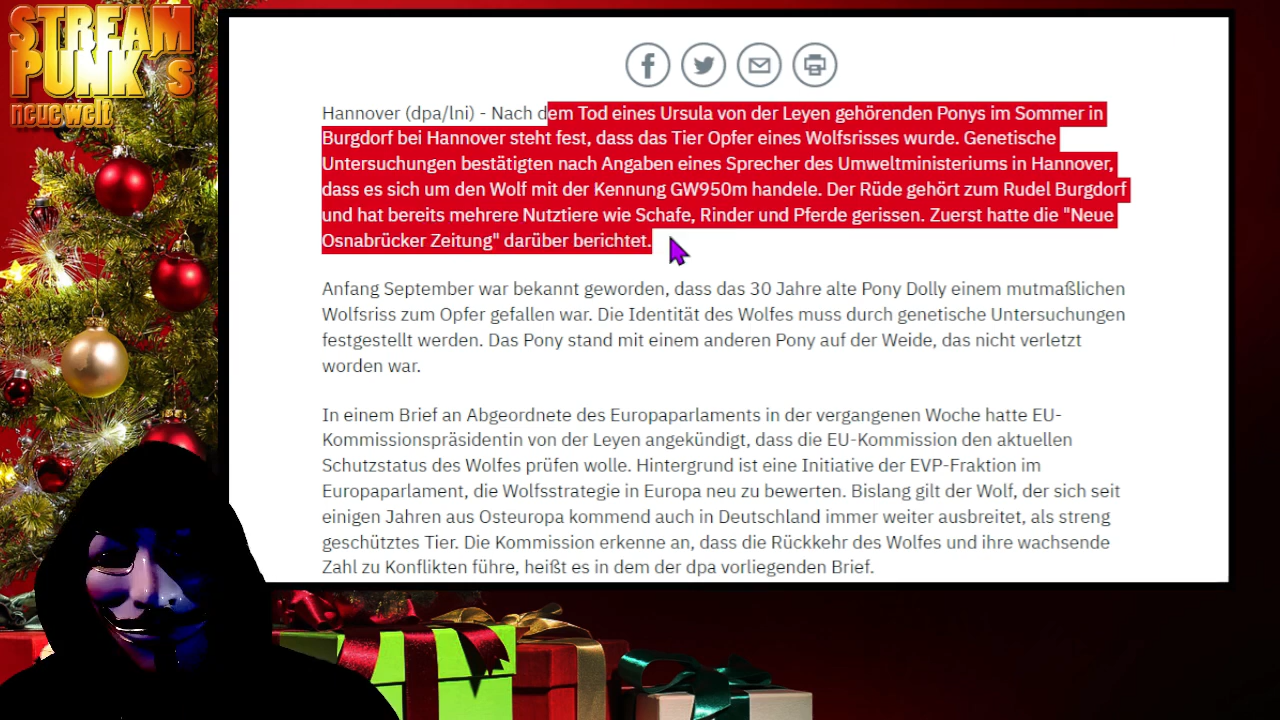 STREAM
PUNK´s
neue welt
Hannover (dpa/lni) - Nach dem Tod eines Ursula von der Leyen gehörenden Ponys im Sommer in
Burgdorf bei Hannover steht fest, dass das Tier Opfer eines Wolfsrisses wurde. Genetische
Untersuchungen bestätigten nach Angaben eines Sprecher des Umweltministeriums in Hannover,
dass es sich um den Wolf mit der Kennung GW950m handele. Der Rüde gehört zum Rudel Burgdorf
und hat bereits mehrere Nutztiere wie Schafe, Rinder und Pferde gerissen. Zuerst hatte die "Neue
Osnabrücker Zeitung" darüber berichtet.
Anfang September war bekannt geworden, dass das 30 Jahre alte Pony Dolly einem mutmaßlichen
Wolfsriss zum Opfer gefallen war. Die Identität des Wolfes muss durch genetische Untersuchungen
festgestellt werden. Das Pony stand mit einem anderen Pony auf der Weide, das nicht verletzt
worden war.
In einem Brief an Abgeordnete des Europaparlaments in der vergangenen Woche hatte EU-
Kommissionspräsidentin von der Leyen angekündigt, dass die EU-Kommission den aktuellen
Schutzstatus des Wolfes prüfen wolle. Hintergrund ist eine Initiative der EVP-Fraktion im
Europaparlament, die Wolfsstrategie in Europa neu zu bewerten. Bislang gilt der Wolf, der sich seit
einigen Jahren aus Osteuropa kommend auch in Deutschland immer weiter ausbreitet, als streng
geschütztes Tier. Die Kommission erkenne an, dass die Rückkehr des Wolfes und ihre wachsende
Zahl zu Konflikten führe, heißt es in dem der dpa vorliegenden Brief.